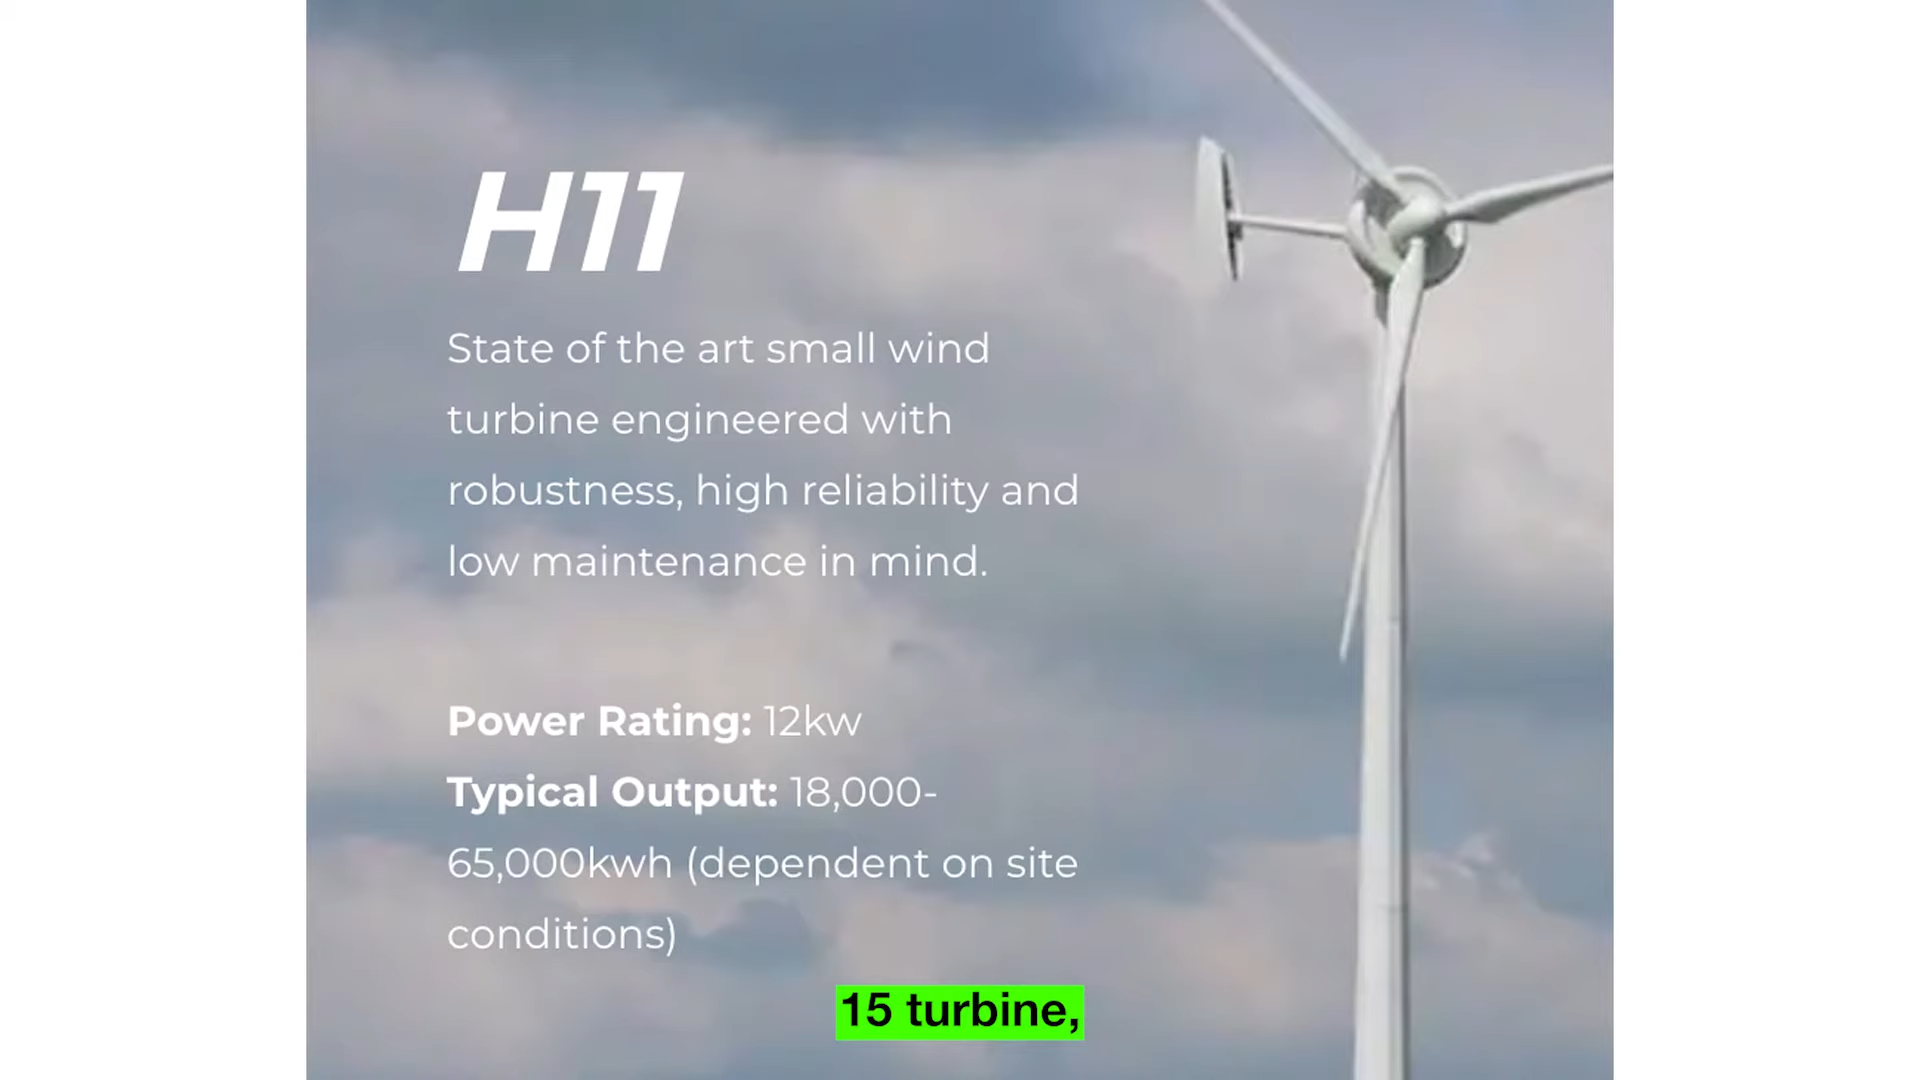 H11
State of the art small wind
turbine engineered with
robustness, high reliability and
low maintenance in mind.
Power Rating: 12kw
Typical Output: 18,000-
65,000kwh (dependent on site
conditions)
15 turbine,